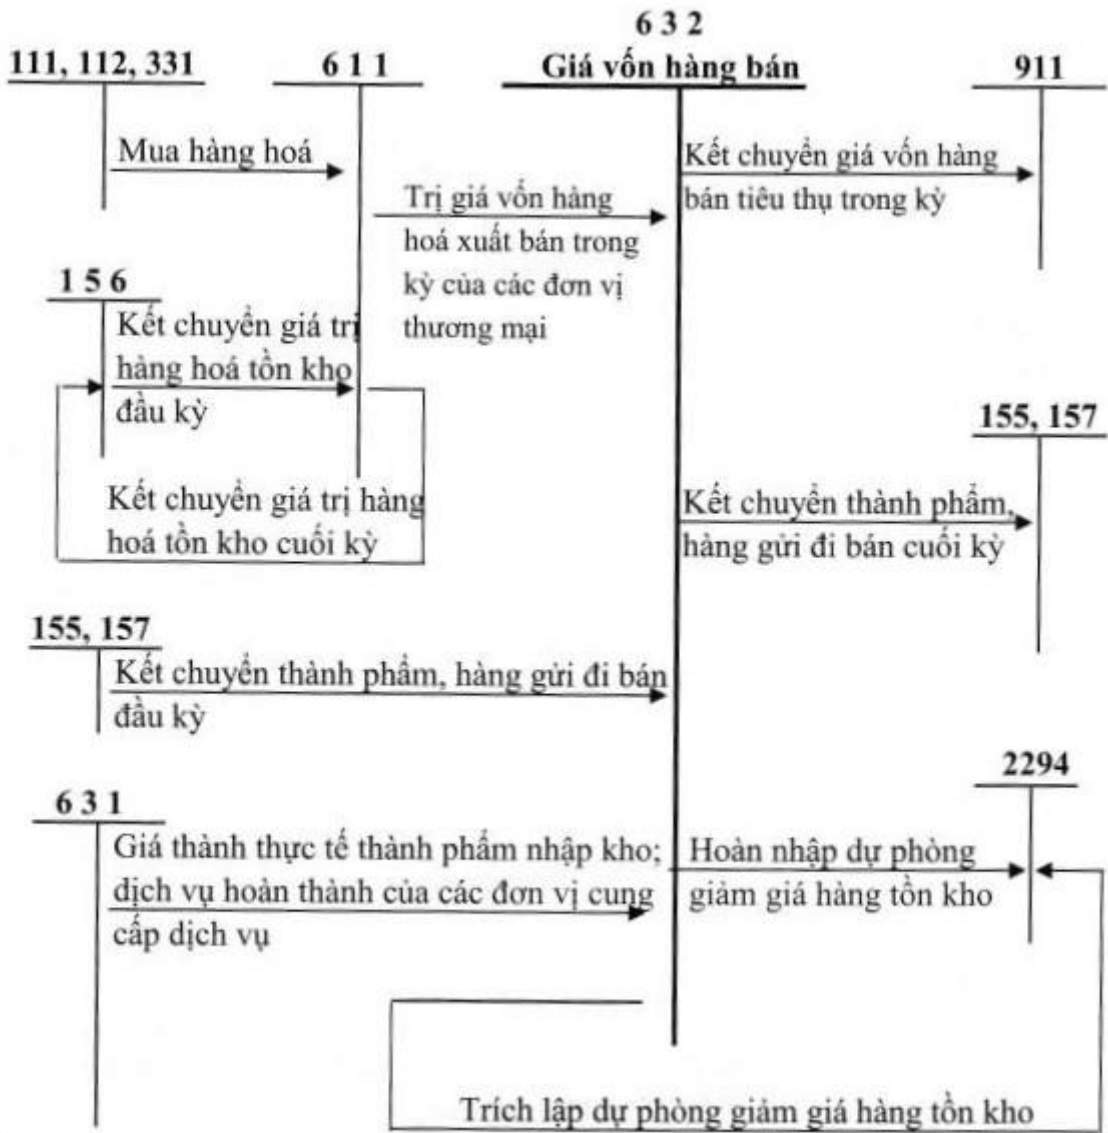 6 3 2
111, 112, 331
6 1 1
Giá vốn hàng bán
911
Mua hàng hoá
Trị giá vốn hàng
hoá xuất bán trong
kỳ của các đơn vị
thương mại
Kết chuyển giá vốn hàng
bán tiêu thụ trong kỳ
1 5 6
Kết chuyển giá trị
hàng hoá tồn kho
đầu kỳ
Kết chuyển giá trị hàng
hoá tồn kho cuối kỳ
155, 157
Kết chuyển thành phẩm,
hàng gửi đi bán cuối kỳ
155, 157
Kết chuyển thành phẩm, hàng gửi đi bán
đầu kỳ
2294
6 3 1
Giá thành thực tế thành phẩm nhập kho;
dịch vụ hoàn thành của các đơn vị cung
cấp dịch vụ
Hoàn nhập dự phòng
giảm giá hàng tồn kho
Trích lập dự phòng giảm giá hàng tồn kho